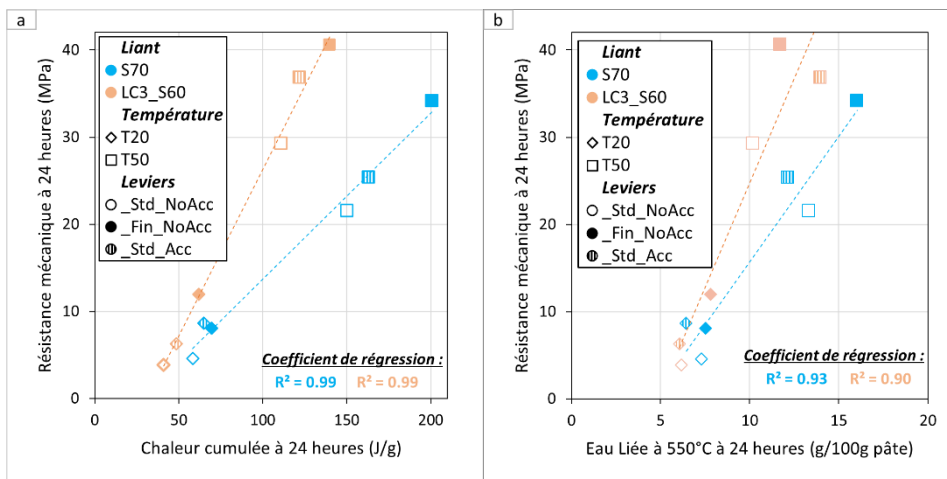 a
Résistance mécanique à 24 heures (MPa)
40
30
20
10
0
Liant
S70
LC3_S60
Température
T20
T50
Leviers
_Std_NoAcc
_Fin_NoAcc
_Std_Acc
Coefficient de régression :
R² = 0.99 R² = 0.99
0 50 100 150 200
Chaleur cumulée à 24 heures (J/g)
b
Résistance mécanique à 24 heures (MPa)
40
30
20
10
0
Liant
S70
LC3_S60
Température
T20
T50
Leviers
_Std_NoAcc
_Fin_NoAcc
_Std_Acc
Coefficient de régression :
R² = 0.93 R² = 0.90
0 5 10 15 20
Eau Liée à 550°C à 24 heures (g/100g pâte)